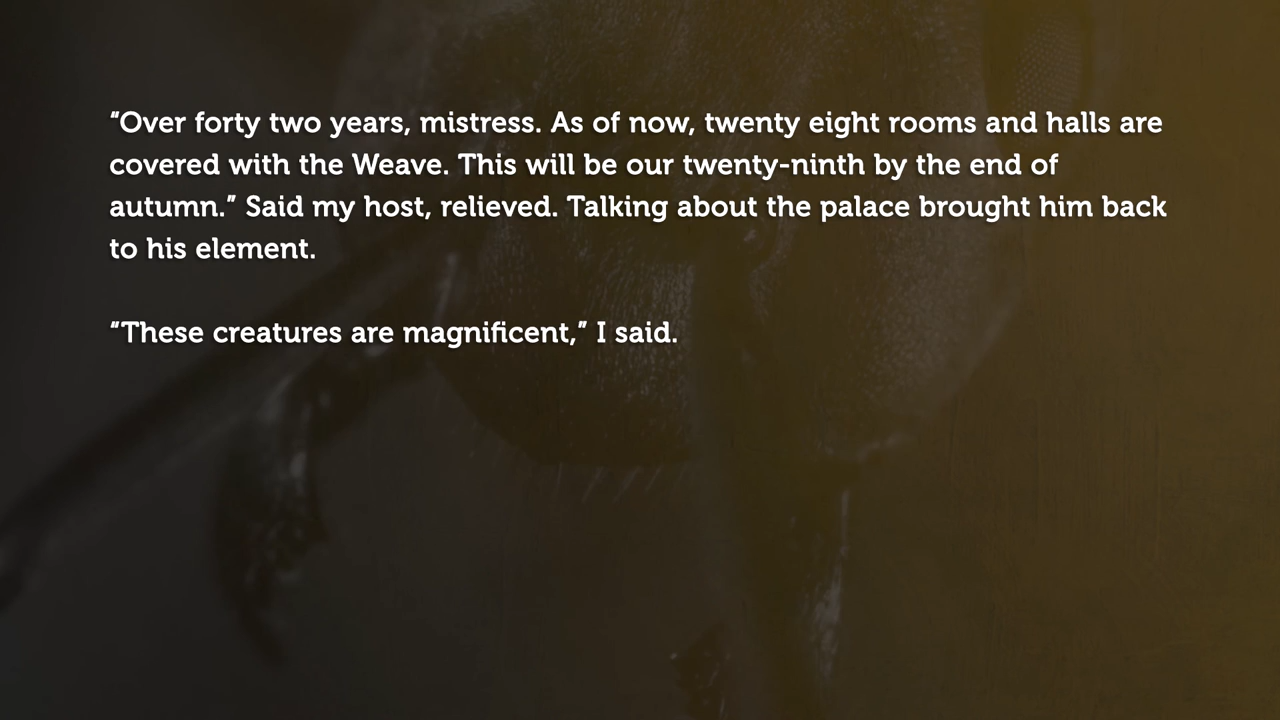 “Over forty two years, mistress. As of now, twenty eight rooms and halls are
covered with the Weave. This will be our twenty-ninth by the end of
autumn.” Said my host, relieved. Talking about the palace brought him back
to his element.
“These creatures are magnificent,” I said.